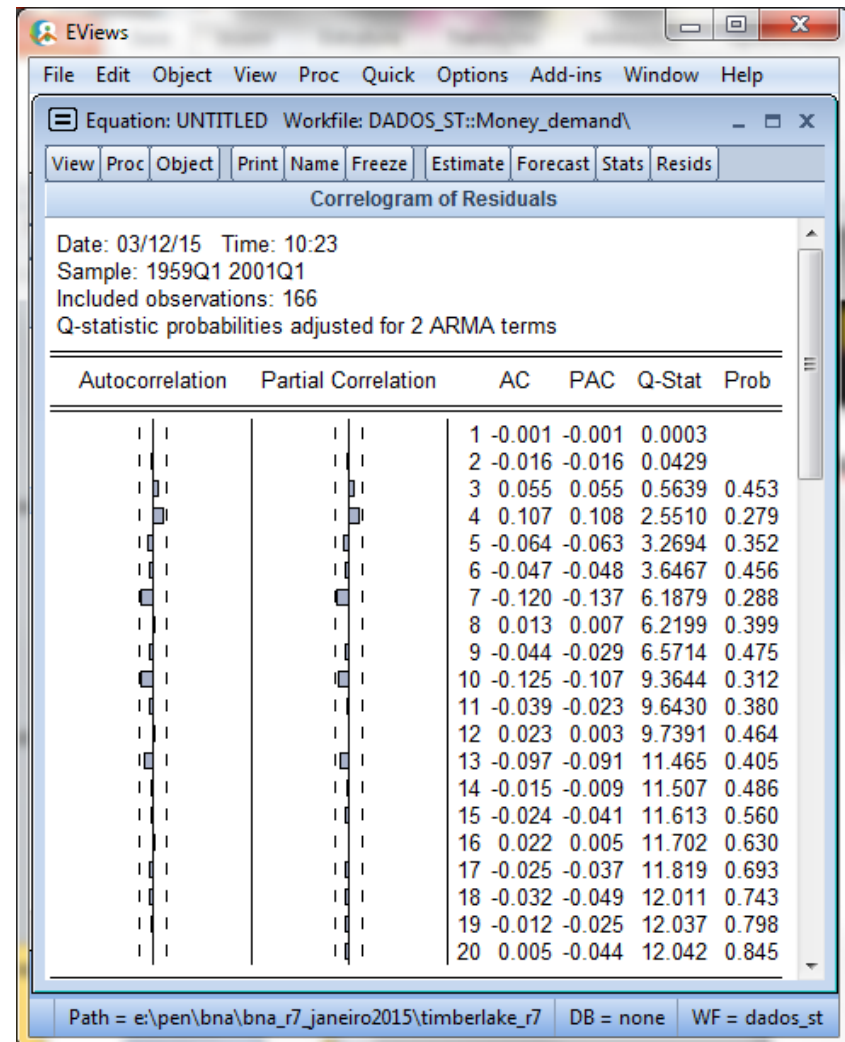 EViews
File Edit Object View Proc Quick Options Add-ins Window Help
Equation: UNTITLED Workfile: DADOS_ST::Money_demand\
View Proc Object Print Name Freeze Estimate Forecast Stats Resids
Correlogram of Residuals
Date: 03/12/15 Time: 10:23
Sample: 1959Q1 2001Q1
Included observations: 166
Q-statistic probabilities adjusted for 2 ARMA terms
Autocorrelation Partial Correlation AC PAC Q-Stat Prob
1 -0.001 -0.001 0.0003
2 -0.016 -0.016 0.0429
3 0.055 0.055 0.5639 0.453
4 0.107 0.108 2.5510 0.279
5 -0.064 -0.063 3.2694 0.352
6 -0.047 -0.048 3.6467 0.456
7 -0.120 -0.137 6.1879 0.288
8 0.013 0.007 6.2199 0.399
9 -0.044 -0.029 6.5714 0.475
10 -0.125 -0.107 9.3644 0.312
11 -0.039 -0.023 9.6430 0.380
12 0.023 0.003 9.7391 0.464
13 -0.097 -0.091 11.465 0.405
14 -0.015 -0.009 11.507 0.486
15 -0.024 -0.041 11.613 0.560
16 0.022 0.005 11.702 0.630
17 -0.025 -0.037 11.819 0.693
18 -0.032 -0.049 12.011 0.743
19 -0.012 -0.025 12.037 0.798
20 0.005 -0.044 12.042 0.845
Path = e:\pen\bna\bna_r7_janeiro2015\timberlake_r7 DB = none WF = dados_st